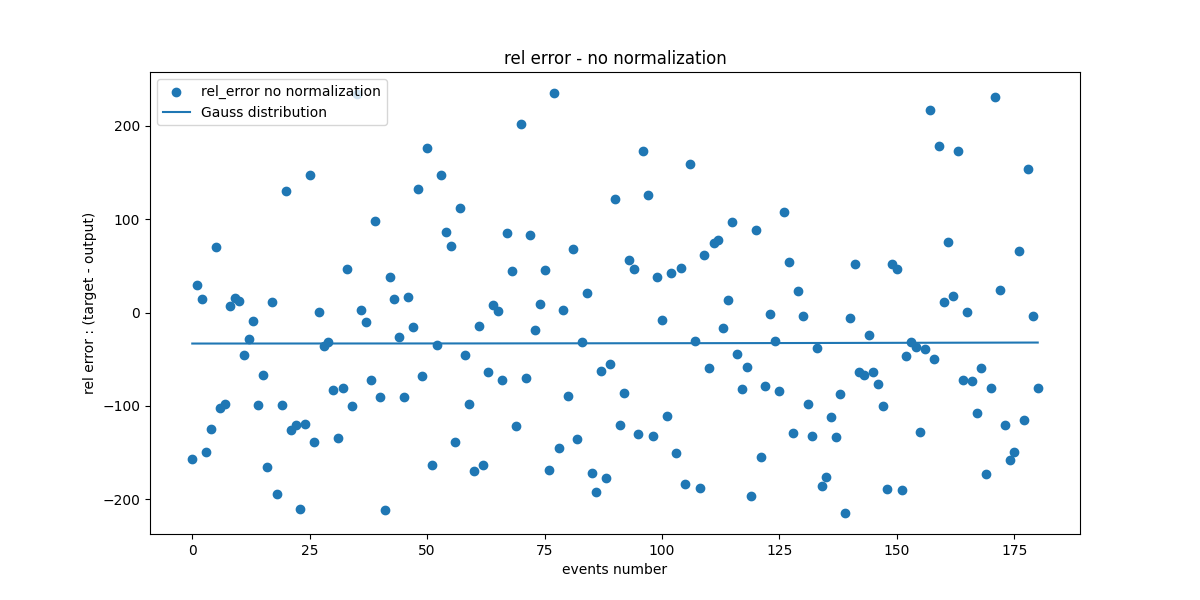 rel error - no normalization
rel_error no normalization
Gauss distribution
rel error : (target - output)
200
100
0
−100
−200
0
25
50
75
100
125
150
175
events number